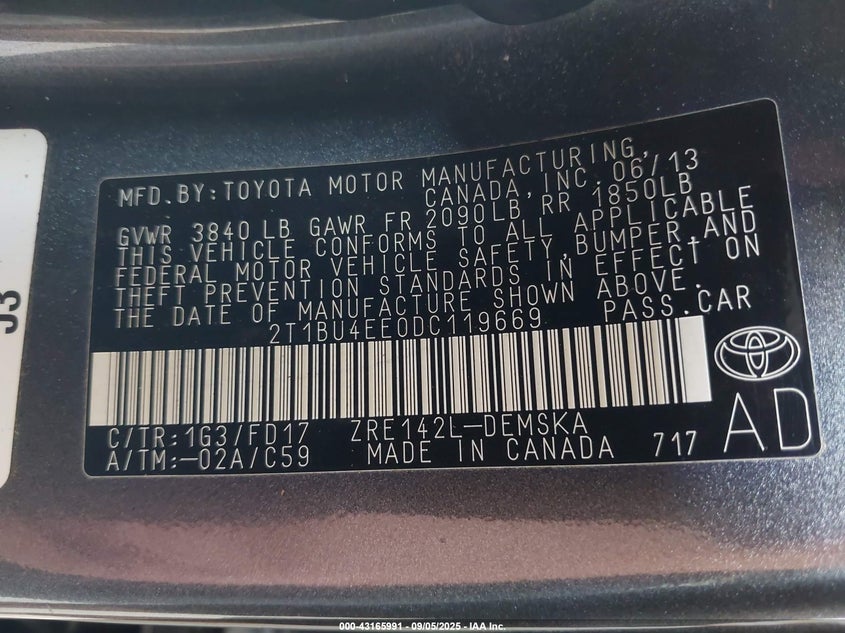 MFD.BY:TOYOTA MOTOR MANUFACTURING,
CANADA,INC. 06/13
GVWR 3840 LB GAWR FR 2090LB RR 1850LB
THIS VEHICLE CONFORMS TO ALL APPLICABLE
FEDERAL MOTOR VEHICLE SAFETY,BUMPER,AND
THEFT PREVENTION STANDARDS IN EFFECT ON
THE DATE OF MANUFACTURE SHOWN ABOVE.
2T1BU4EE0DC119669 PASS.CAR
C/TR:1G3/FD17 ZRE142L-DEMSKA
A/TM:-02A/C59 MADE IN CANADA 717
AD
000-43165991 - 09/05/2025 - IAA Inc.